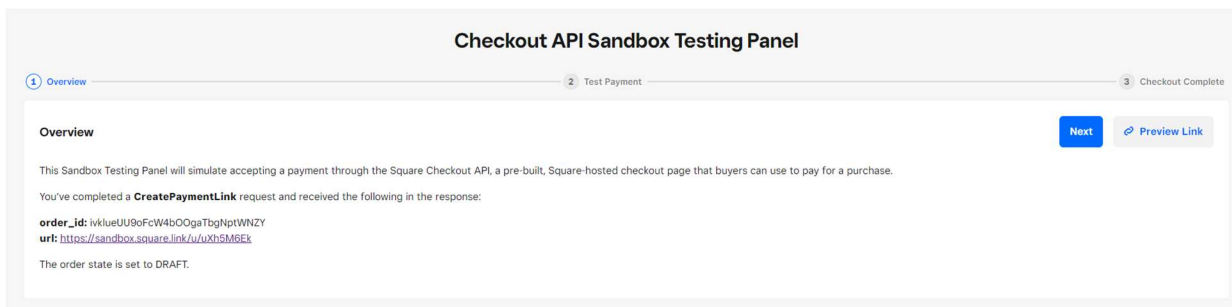 Checkout API Sandbox Testing Panel
1 Overview
2 Test Payment
3 Checkout Complete
Overview
Next
Preview Link
This Sandbox Testing Panel will simulate accepting a payment through the Square Checkout API, a pre-built, Square-hosted checkout page that buyers can use to pay for a purchase.
You've completed a CreatePaymentLink request and received the following in the response:
order_id: ivklueUU9oFcW4bOOgaTbgNptWNZY
url: https://sandbox.square.link/u/uXh5M6Ek
The order state is set to DRAFT.